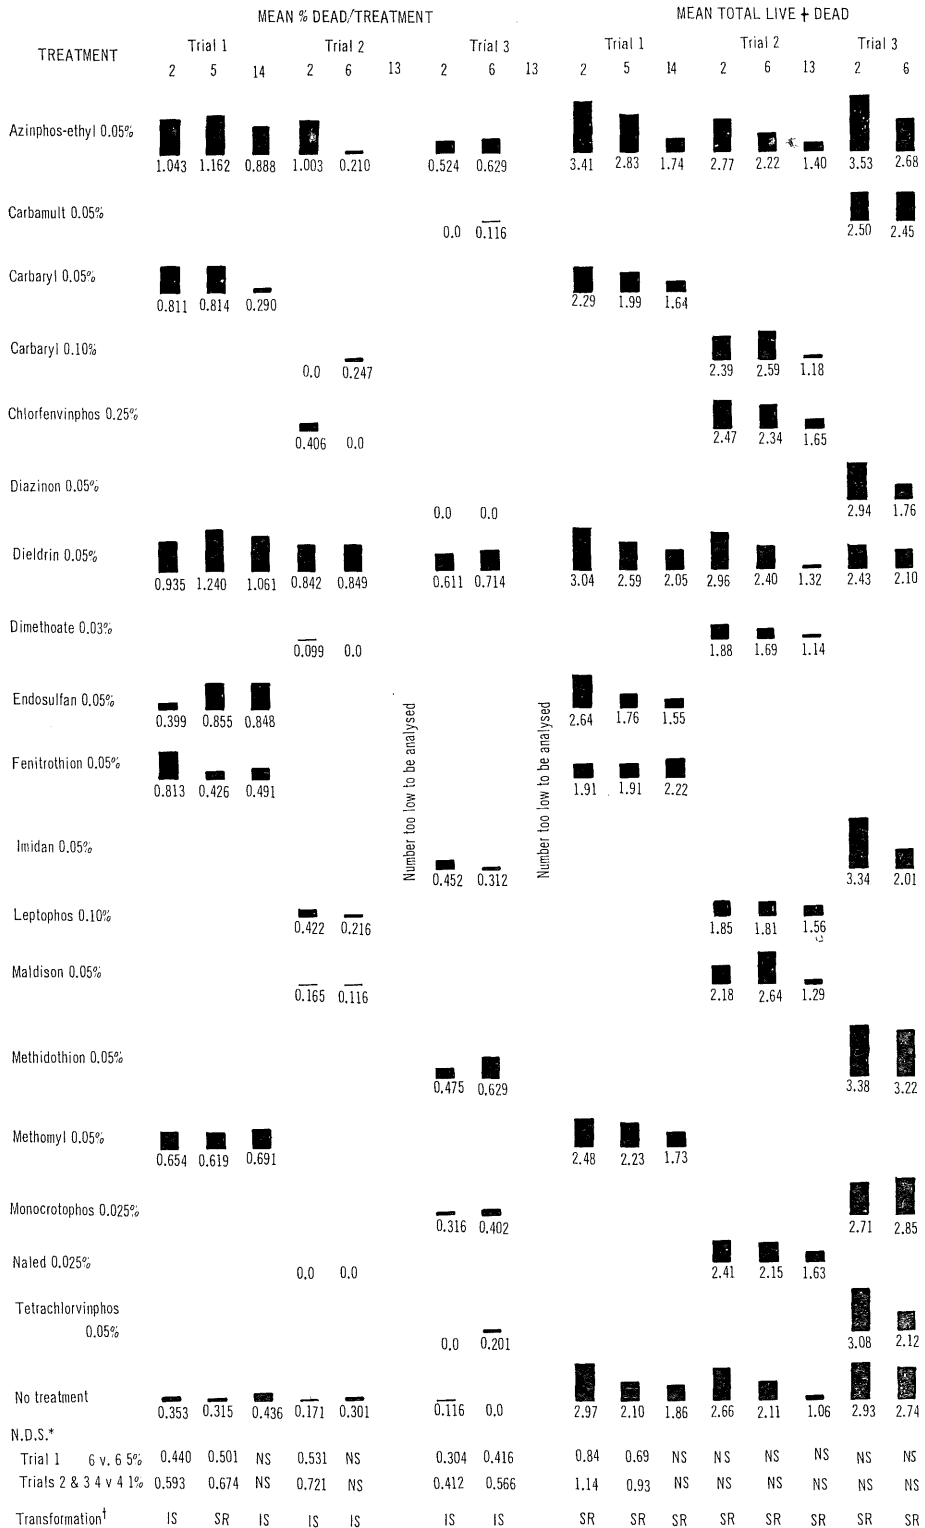 MEAN % DEAD/TREATMENT MEAN TOTAL LIVE + DEAD
TREATMENT Trial 1 Trial 2 Trial 3 Trial 1 Trial 2 Trial 3
2 5 14 2 6 13 2 6 13 2 5 14 2 6 13 2 6
Azinphos-ethyl 0.05%
1.043 1.162 0.888 1.003 0.210 0.524 0.629 3.41 2.83 1.74 2.77 2.22 1.40 3.53 2.68
Carbamult 0.05%
0.0 0.116 2.50 2.45
Carbaryl 0.05%
0.811 0.814 0.290 2.29 1.99 1.64
Carbaryl 0.10%
0.0 0.247 2.39 2.59 1.18
Chlorfenvinphos 0.25%
0.406 0.0 2.47 2.34 1.65
Diazinon 0.05%
0.0 0.0 2.94 1.76
Dieldrin 0.05%
0.935 1.240 1.061 0.842 0.849 0.611 0.714 3.04 2.59 2.05 2.96 2.40 1.32 2.43 2.10
Dimethoate 0.03%
0.099 0.0 1.88 1.69 1.14
Endosulfan 0.05%
0.399 0.855 0.848 2.64 1.76 1.55
Fenitrothion 0.05%
0.813 0.426 0.491 1.91 1.91 2.22
Number too low to be analysed
Number too low to be analysed
Imidan 0.05%
0.452 0.312 3.34 2.01
Leptophos 0.10%
0.422 0.216 1.85 1.81 1.56
Maldison 0.05%
0.165 0.116 2.18 2.64 1.29
Methidothion 0.05%
0.475 0.629 3.38 3.22
Methomyl 0.05%
0.654 0.619 0.691 2.48 2.23 1.73
Monocrotophos 0.025%
0.316 0.402 2.71 2.85
Naled 0.025%
0.0 0.0 2.41 2.15 1.63
Tetrachlorvinphos
0.05%
0.0 0.201 3.08 2.12
No treatment
0.353 0.315 0.436 0.171 0.301 0.116 0.0 2.97 2.10 1.86 2.66 2.11 1.06 2.93 2.74
N.D.S.*
Trial 1 6 v. 6 5% 0.440 0.501 NS 0.531 NS 0.304 0.416 0.84 0.69 NS NS NS NS NS NS
Trials 2 & 3 4 v 4 1% 0.593 0.674 NS 0.721 NS 0.412 0.566 1.14 0.93 NS NS NS NS NS NS
Transformation† IS SR IS IS IS IS IS SR SR SR SR SR SR SR SR